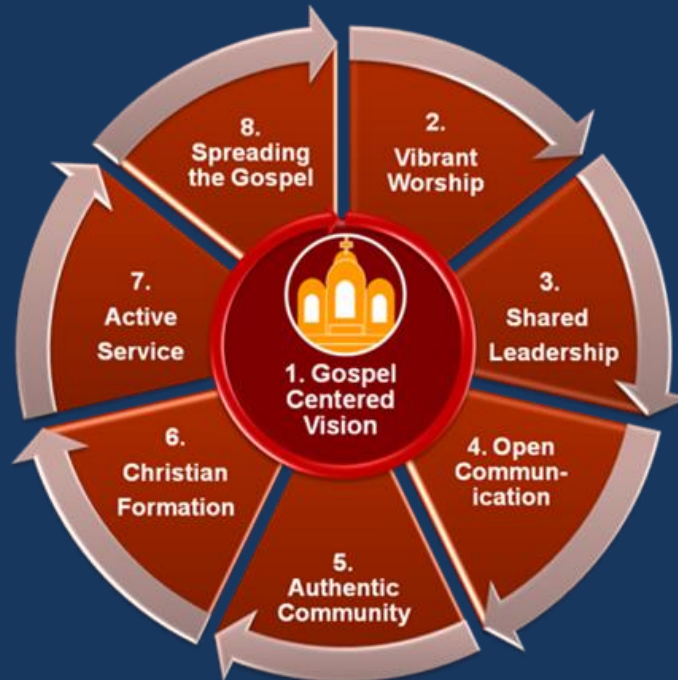 1. Gospel
Centered
Vision
2.
Vibrant
Worship
3.
Shared
Leadership
4. Open
Commun-
ication
5.
Authentic
Community
6.
Christian
Formation
7.
Active
Service
8.
Spreading
the Gospel